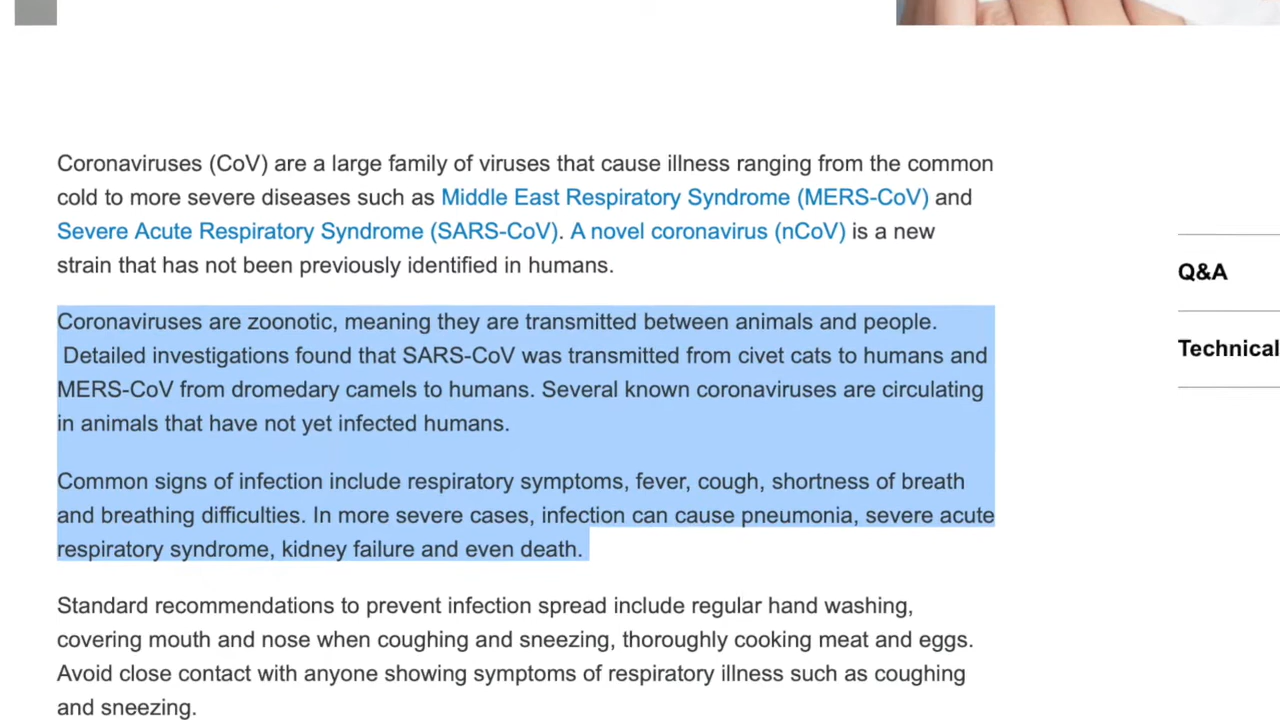 Coronaviruses (CoV) are a large family of viruses that cause illness ranging from the common
cold to more severe diseases such as Middle East Respiratory Syndrome (MERS-CoV) and
Severe Acute Respiratory Syndrome (SARS-CoV). A novel coronavirus (nCoV) is a new
strain that has not been previously identified in humans.
Coronaviruses are zoonotic, meaning they are transmitted between animals and people.
Detailed investigations found that SARS-CoV was transmitted from civet cats to humans and
MERS-CoV from dromedary camels to humans. Several known coronaviruses are circulating
in animals that have not yet infected humans.
Common signs of infection include respiratory symptoms, fever, cough, shortness of breath
and breathing difficulties. In more severe cases, infection can cause pneumonia, severe acute
respiratory syndrome, kidney failure and even death.
Standard recommendations to prevent infection spread include regular hand washing,
covering mouth and nose when coughing and sneezing, thoroughly cooking meat and eggs.
Avoid close contact with anyone showing symptoms of respiratory illness such as coughing
and sneezing.
Q&A
Technical